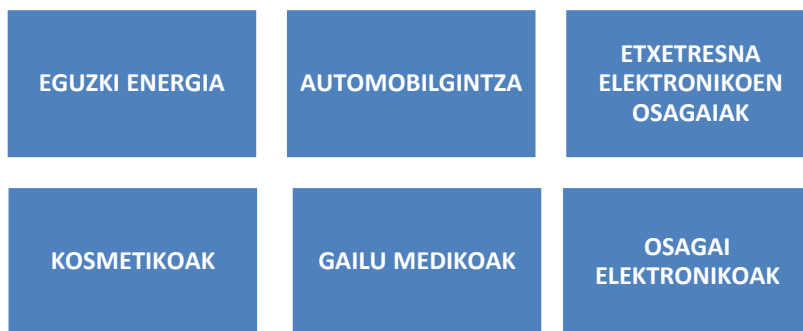 EGUZKI ENERGIA
AUTOMOBILGINTZA
ETXETRESNA
ELEKTRONIKOEN
OSAGAIAK
KOSMETIKOAK
GAILU MEDIKOAK
OSAGAI
ELEKTRONIKOAK